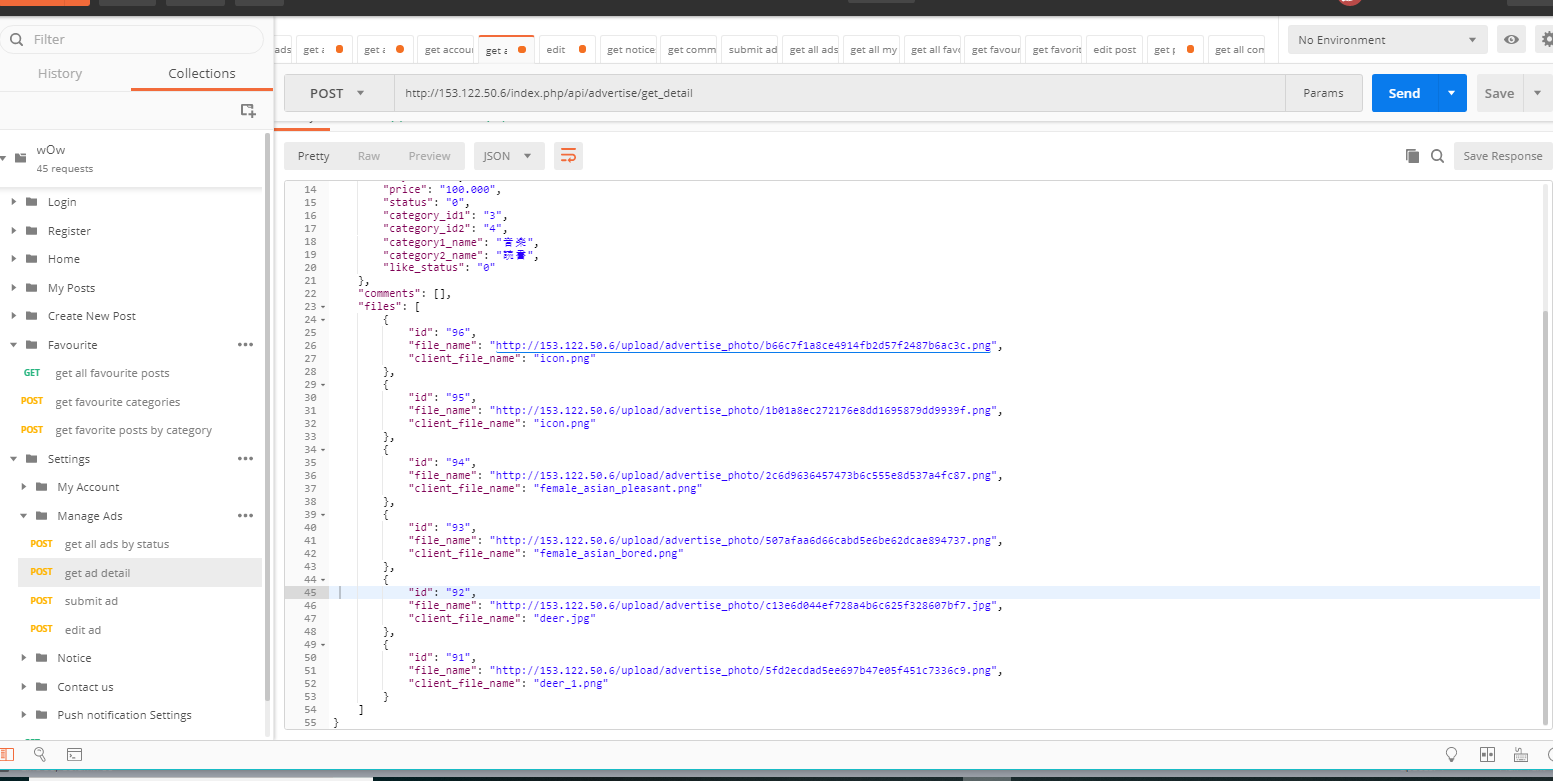 Filter
History
Collections
wOw
45 requests
Login
Register
Home
My Posts
Create New Post
Favourite
GET get all favourite posts
POST get favourite categories
POST get favorite posts by category
Settings
My Account
Manage Ads
POST get all ads by status
POST get ad detail
POST submit ad
POST edit ad
Notice
Contact us
Push notification Settings
ads
get a
get a
get accoun
get a
edit
get notice
get comm
submit ad
get all ads
get all my
get all favo
get favour
get favorit
edit post
get p
get all com
No Environment
POST
http://153.122.50.6/index.php/api/advertise/get_detail
Params
Send
Save
Pretty Raw Preview JSON
Save Response
14 "price": "100.000",
15 "status": "0",
16 "category_id1": "3",
17 "category_id2": "4",
18 "category1_name": "音楽",
19 "category2_name": "読書",
20 "like_status": "0"
21 },
22 "comments": [],
23 "files": [
24 {
25 "id": "96",
26 "file_name": "http://153.122.50.6/upload/advertise_photo/b66c7f1a8ce4914fb2d57f2487b6ac3c.png",
27 "client_file_name": "icon.png"
28 },
29 {
30 "id": "95",
31 "file_name": "http://153.122.50.6/upload/advertise_photo/1b01a8ec272176e8dd1695879dd9939f.png",
32 "client_file_name": "icon.png"
33 },
34 {
35 "id": "94",
36 "file_name": "http://153.122.50.6/upload/advertise_photo/2c6d9636457473b6c555e8d537a4fc87.png",
37 "client_file_name": "female_asian_pleasant.png"
38 },
39 {
40 "id": "93",
41 "file_name": "http://153.122.50.6/upload/advertise_photo/507afaa6d66cabd5e6be62dcae894737.png",
42 "client_file_name": "female_asian_bored.png"
43 },
44 {
45 "id": "92",
46 "file_name": "http://153.122.50.6/upload/advertise_photo/c13e6d044ef728a4b6c625f328607bf7.jpg",
47 "client_file_name": "deer.jpg"
48 },
49 {
50 "id": "91",
51 "file_name": "http://153.122.50.6/upload/advertise_photo/5fd2ecdad5ee697b47e05f451c7336c9.png",
52 "client_file_name": "deer_1.png"
53 }
54 ]
55 }